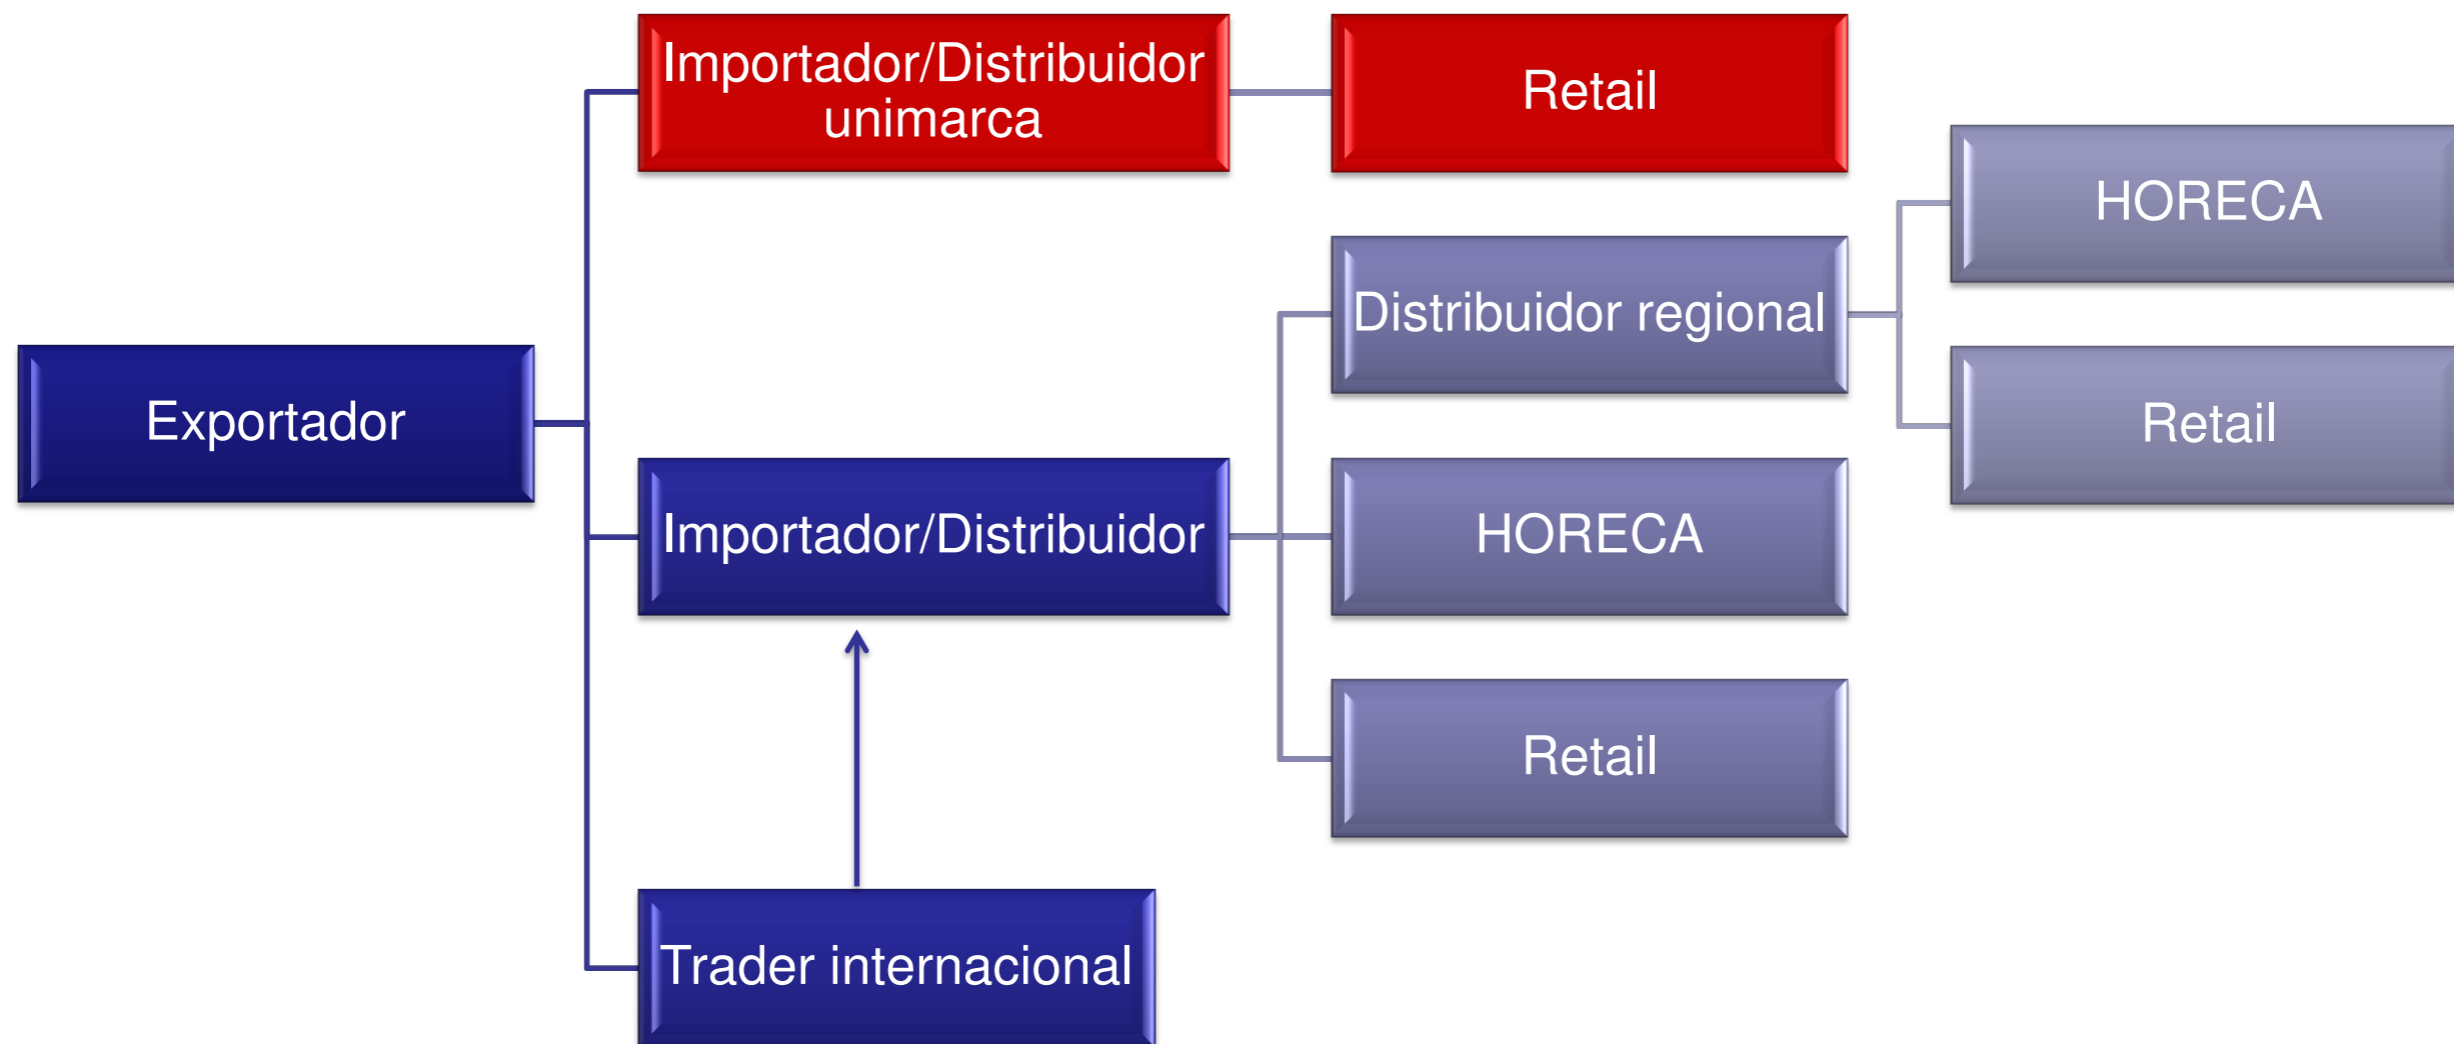 Exportador
Importador/Distribuidor
unimarca
Retail
Importador/Distribuidor
Distribuidor regional
HORECA
Retail
HORECA
Retail
Trader internacional